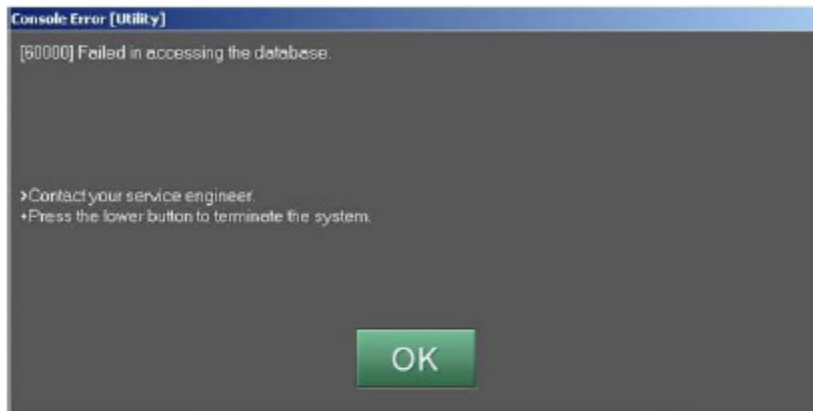 Console Error [Utility]
[60000] Failed in accessing the database.
>Contact your service engineer.
+Press the lower button to terminate the system.
OK